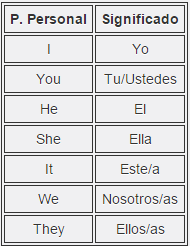 P. Personal Significado
I Yo
You Tu/Ustedes
He El
She Ella
It Este/a
We Nosotros/as
They Ellos/as